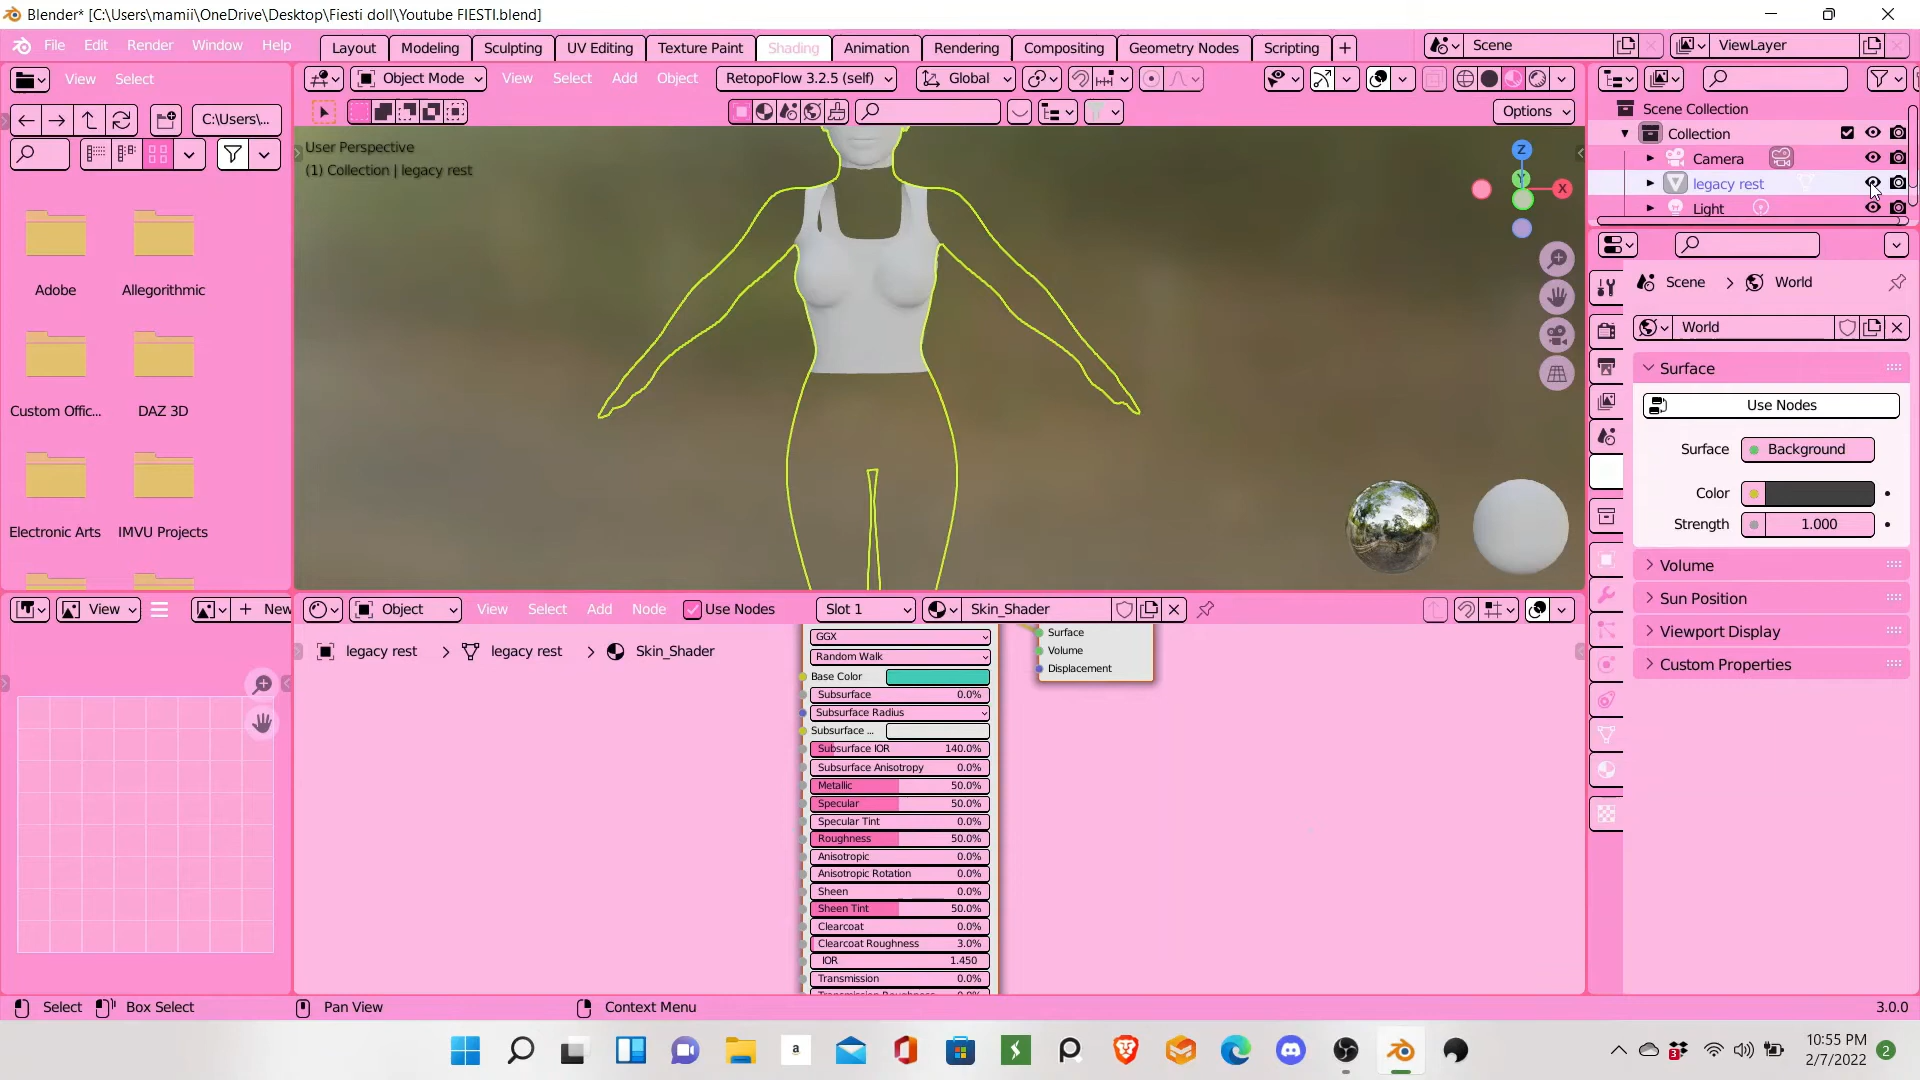 Blender* [C:\Users\mamii\OneDrive\Desktop\Fiesti doll\Youtube FIESTI.blend]
File Edit Render Window Help
Layout Modeling Sculpting UV Editing Texture Paint Shading Animation Rendering Compositing Geometry Nodes Scripting +
Scene ViewLayer
View Select
Object Mode View Select Add Object RetopoFlow 3.2.5 (self) Global
C:\Users\...
Options
Scene Collection
Collection
Camera
legacy rest
Light
User Perspective
(1) Collection | legacy rest
Z
Y
X
Adobe Allegorithmic
Custom Offic... DAZ 3D
Electronic Arts IMVU Projects
Scene > World
World
Surface
Use Nodes
Surface Background
Color
Strength 1.000
Volume
Sun Position
Viewport Display
Custom Properties
View + New
Object View Select Add Node Use Nodes Slot 1 Skin_Shader
legacy rest > legacy rest > Skin_Shader
GGX
Random Walk
Base Color
Subsurface 0.0%
Subsurface Radius
Subsurface ...
Subsurface IOR 140.0%
Subsurface Anisotropy 0.0%
Metallic 50.0%
Specular 50.0%
Specular Tint 0.0%
Roughness 50.0%
Anisotropic 0.0%
Anisotropic Rotation 0.0%
Sheen 0.0%
Sheen Tint 50.0%
Clearcoat 0.0%
Clearcoat Roughness 3.0%
IOR 1.450
Transmission 0.0%
Surface
Volume
Displacement
Select Box Select Pan View Context Menu 3.0.0
a
3
10:55 PM
2/7/2022
2